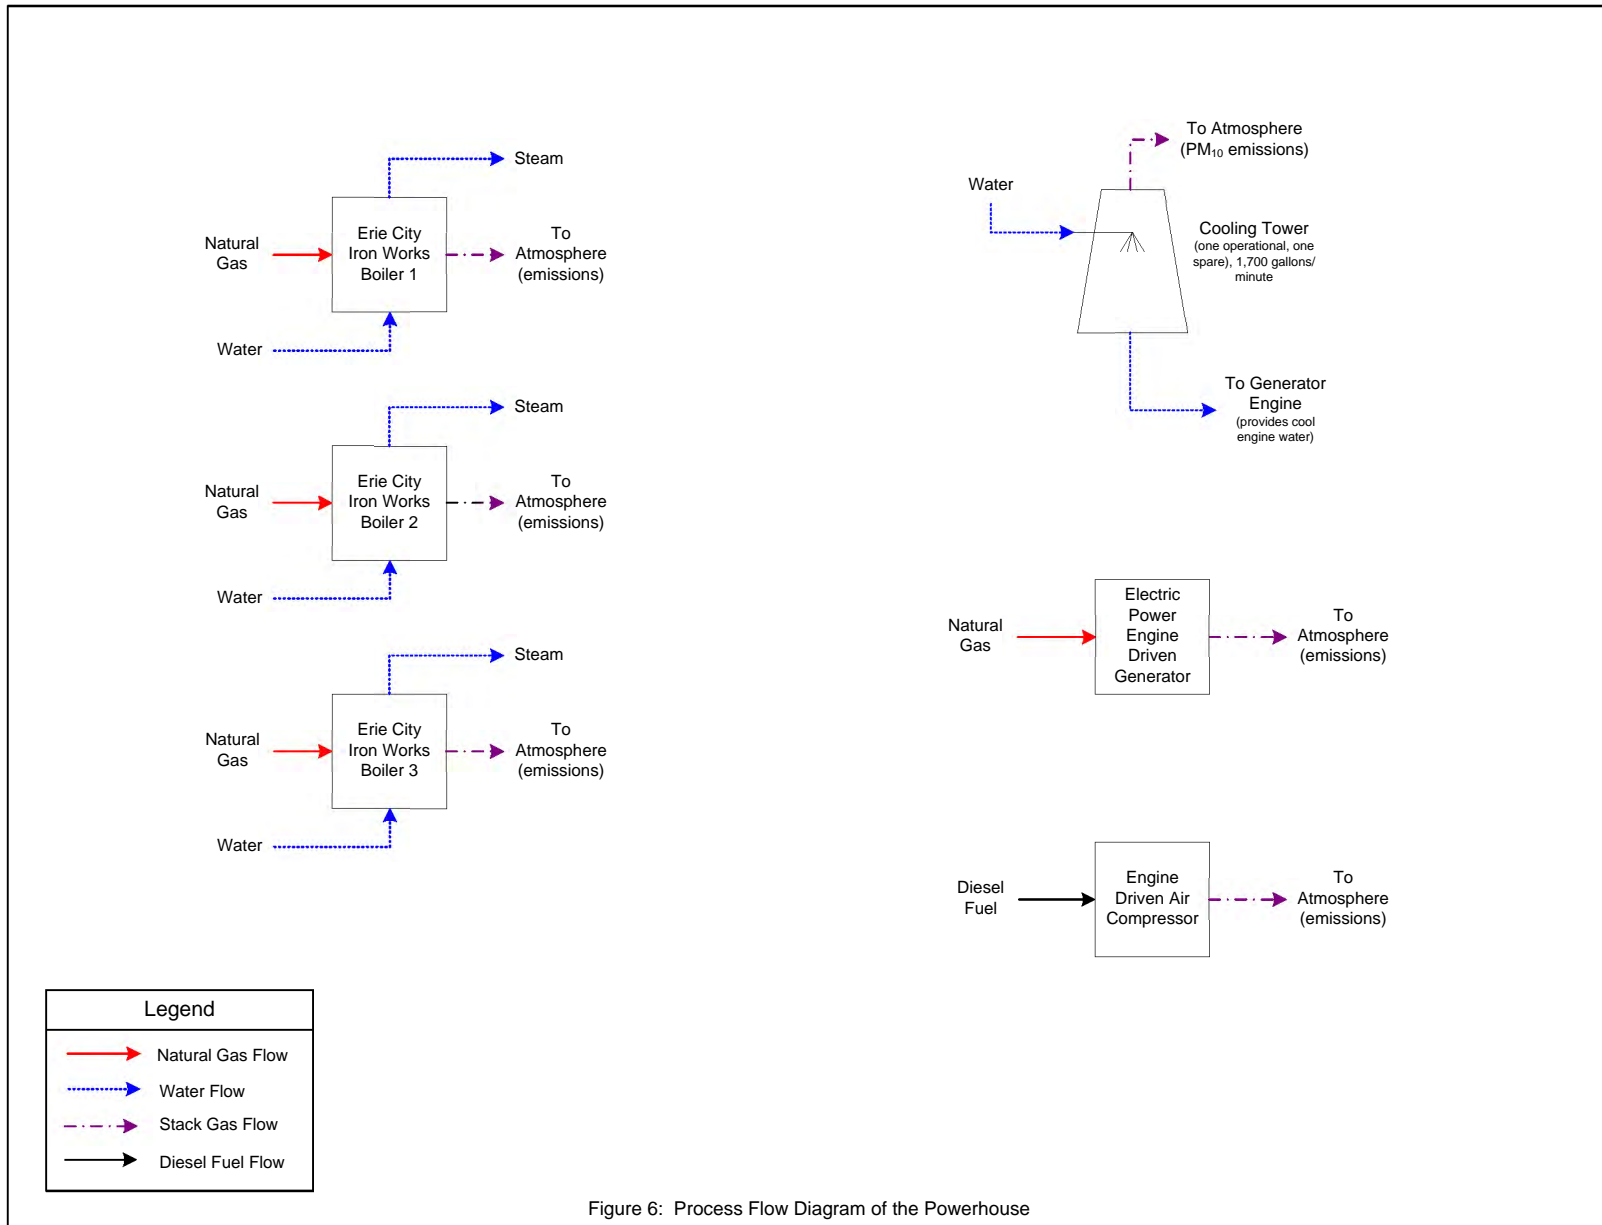 Steam
Natural
Gas
Erie City
Iron Works
Boiler 1
To
Atmosphere
(emissions)
Water
Steam
Natural
Gas
Erie City
Iron Works
Boiler 2
To
Atmosphere
(emissions)
Water
Steam
Natural
Gas
Erie City
Iron Works
Boiler 3
To
Atmosphere
(emissions)
Water
To Atmosphere
(PM₁₀ emissions)
Water
Cooling Tower
(one operational, one
spare), 1,700 gallons/
minute
To Generator
Engine
(provides cool
engine water)
Natural
Gas
Electric
Power
Engine
Driven
Generator
To
Atmosphere
(emissions)
Diesel
Fuel
Engine
Driven Air
Compressor
To
Atmosphere
(emissions)
Legend
Natural Gas Flow
Water Flow
Stack Gas Flow
Diesel Fuel Flow
Figure 6:  Process Flow Diagram of the Powerhouse